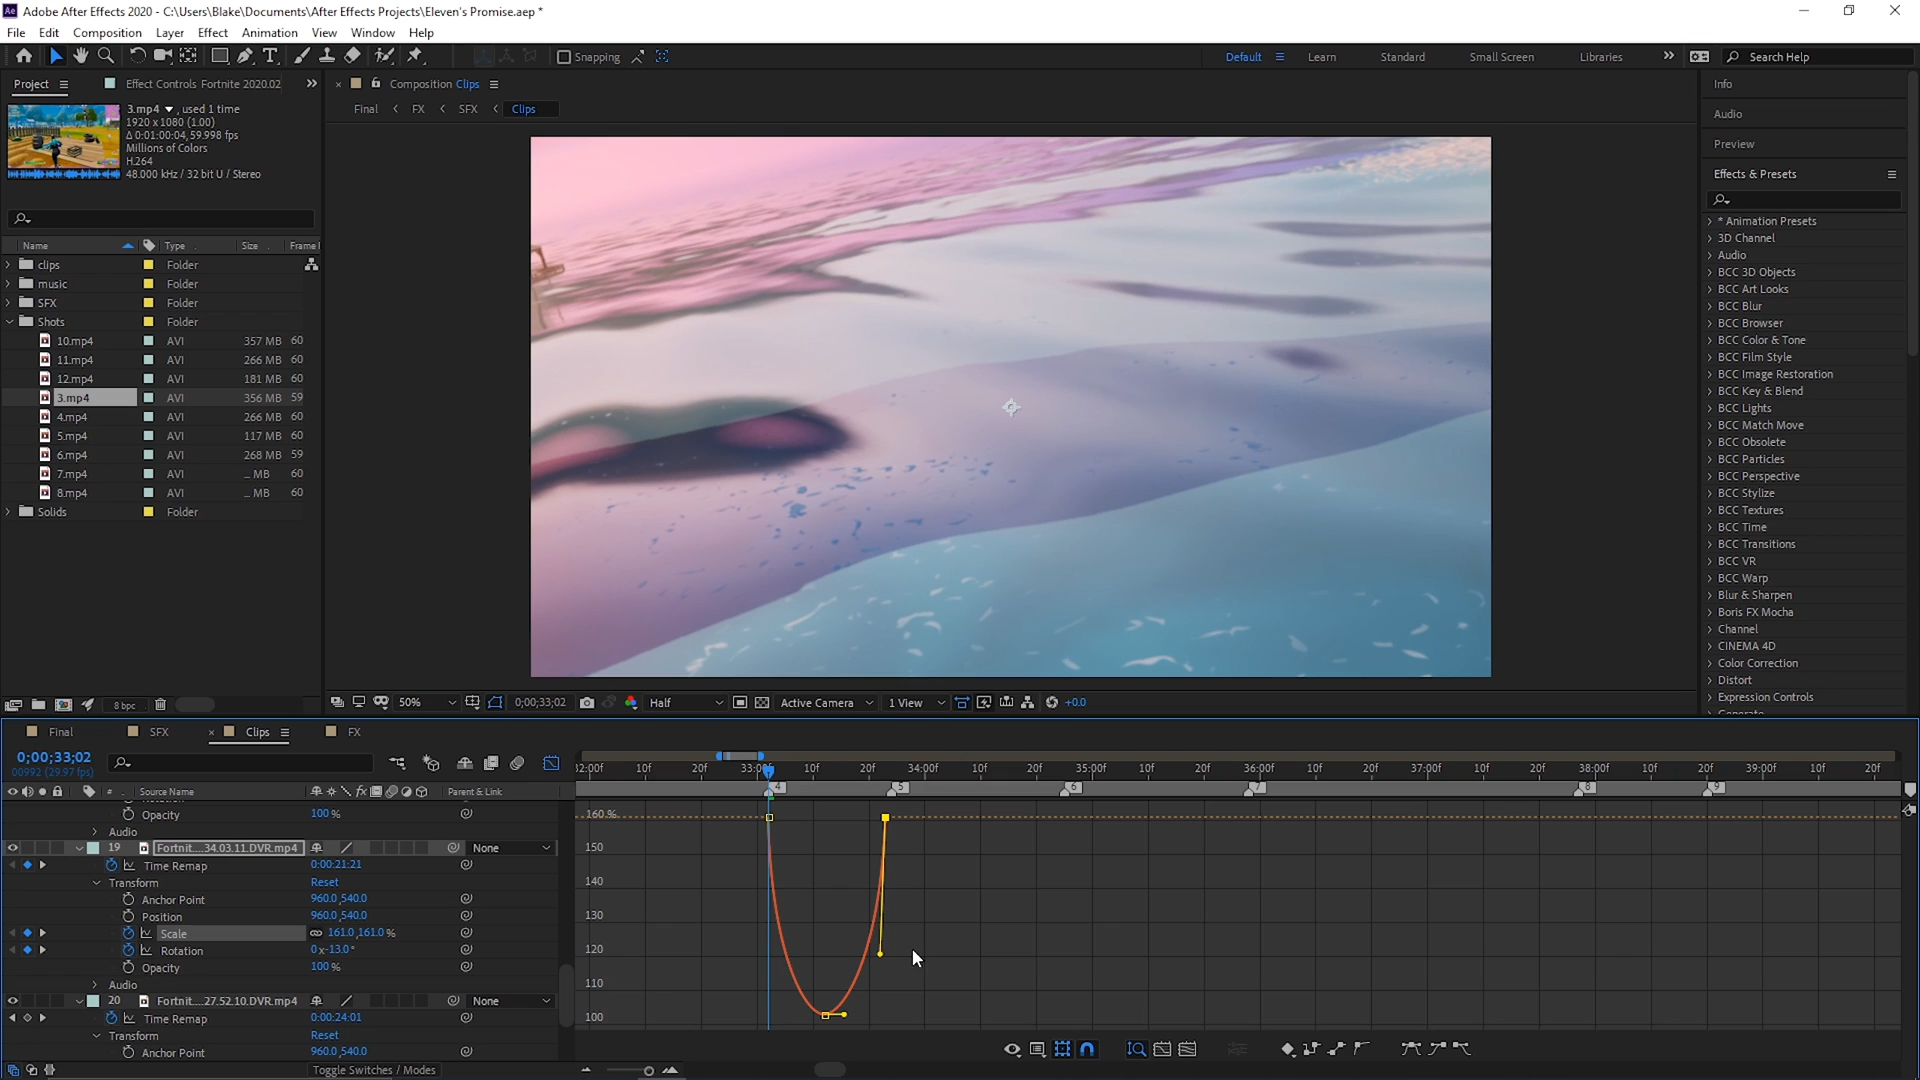 Adobe After Effects 2020 - C:\Users\Blake\Documents\After Effects Projects\Eleven's Promise.aep *
File Edit Composition Layer Effect Animation View Window Help
Snapping
Default Learn Standard Small Screen Libraries Search Help
Project Effect Controls Fortnite 2020.02
Composition Clips
Final FX SFX Clips
3.mp4 , used 1 time
1920 x 1080 (1.00)
Δ 0:01:00:04, 59.998 fps
Millions of Colors
H.264
48.000 kHz / 32 bit U / Stereo
Name Type Size Frame
clips Folder
music Folder
SFX Folder
Shots Folder
10.mp4 AVI 357 MB 60
11.mp4 AVI 266 MB 60
12.mp4 AVI 181 MB 60
3.mp4 AVI 356 MB 59
4.mp4 AVI 266 MB 60
5.mp4 AVI 117 MB 60
6.mp4 AVI 268 MB 59
7.mp4 AVI ... MB 60
8.mp4 AVI ... MB 60
Solids Folder
8 bpc
50% 0;00;33;02 Half Active Camera 1 View +0.0
Info
Audio
Preview
Effects & Presets
* Animation Presets
3D Channel
Audio
BCC 3D Objects
BCC Art Looks
BCC Blur
BCC Browser
BCC Color & Tone
BCC Film Style
BCC Image Restoration
BCC Key & Blend
BCC Lights
BCC Match Move
BCC Obsolete
BCC Particles
BCC Perspective
BCC Stylize
BCC Textures
BCC Time
BCC Transitions
BCC VR
BCC Warp
Blur & Sharpen
Boris FX Mocha
Channel
CINEMA 4D
Color Correction
Distort
Expression Controls
Final SFX Clips FX
0;00;33;02
00992 (29.97 fps)
32:00f 10f 20f 33:00f 10f 20f 34:00f 10f 20f 35:00f 10f 20f 36:00f 10f 20f 37:00f 10f 20f 38:00f 10f 20f 39:00f 10f 20f
# Source Name Parent & Link
4 5 6 7 8 9
Opacity 100 %
Audio
19 Fortnit....34.03.11.DVR.mp4 None
Time Remap 0:00:21:21
Transform Reset
Anchor Point 960.0,540.0
Position 960.0,540.0
Scale 161.0,161.0 %
Rotation 0x-13.0°
Opacity 100 %
Audio
20 Fortnit....27.52.10.DVR.mp4 None
Time Remap 0:00:24:01
Transform Reset
Anchor Point 960.0,540.0
Toggle Switches / Modes
160 %
150
140
130
120
110
100